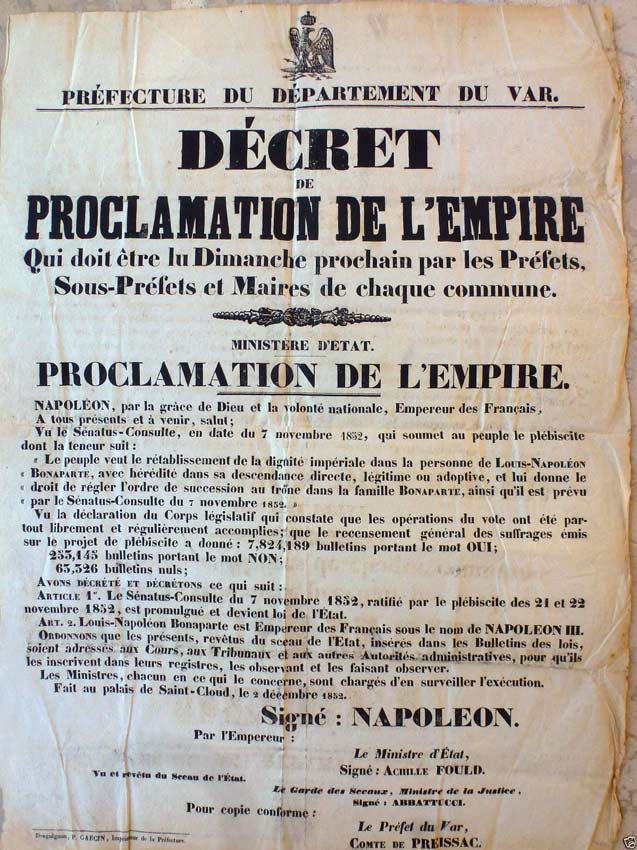 PRÉFECTURE DU DÉPARTEMENT DU VAR.
DÉCRET
DE
PROCLAMATION DE L'EMPIRE
Qui doit être lu Dimanche prochain par les Préfets,
Sous-Préfets et Maires de chaque commune.
MINISTÈRE D'ETAT.
PROCLAMATION DE L'EMPIRE.
NAPOLÉON, par la grâce de Dieu et la volonté nationale, Empereur des Français,
A tous présents et à venir, salut;
Vu le Sénatus-Consulte, en date du 7 novembre 1852, qui soumet au peuple le plébiscite
dont la teneur suit :
« Le peuple veut le rétablissement de la dignité impériale dans la personne de LOUIS-NAPOLÉON
« BONAPARTE, avec hérédité dans sa descendance directe, légitime ou adoptive, et lui donne le
« droit de régler l'ordre de succession au trône dans la famille BONAPARTE, ainsi qu'il est prévu
« par le Sénatus-Consulte du 7 novembre 1852. »
Vu la déclaration du Corps législatif qui constate que les opérations du vote ont été par-
tout librement et régulièrement accomplies; que le recensement général des suffrages émis
sur le projet de plébiscite a donné : 7,824,189 bulletins portant le mot OUI;
253,145 bulletins portant le mot NON;
63,326 bulletins nuls;
AVONS DÉCRÉTÉ ET DÉCRÉTONS ce qui suit :
ARTICLE 1er. Le Sénatus-Consulte du 7 novembre 1852, ratifié par le plébiscite des 21 et 22
novembre 1852, est promulgué et devient loi de l'Etat.
ART. 2. Louis-Napoléon Bonaparte est Empereur des Français sous le nom de NAPOLEON III.
ORDONNONS que les présents, revêtus du sceau de l'Etat, insérés dans les Bulletins des lois,
soient adressés aux Cours, aux Tribunaux et aux autres Autorités administratives, pour qu'ils
les inscrivent dans leurs registres, les observant et les faisant observer.
Les Ministres, chacun en ce qui le concerne, sont chargés d'en surveiller l'exécution.
Fait au palais de Saint-Cloud, le 2 décembre 1852.
Signé : NAPOLEON.
Par l'Empereur :
Le Ministre d'État,
Signé : ACHILLE FOULD.
Vu et revêtu du Sceau de l'État.
Le Garde des Sceaux, Ministre de la Justice,
Signé : ABBATTUCCI.
Pour copie conforme :
Le Préfet du Var,
COMTE DE PREISSAC.
Draguignan, P. GARCIN, Imprimeur de la Préfecture.